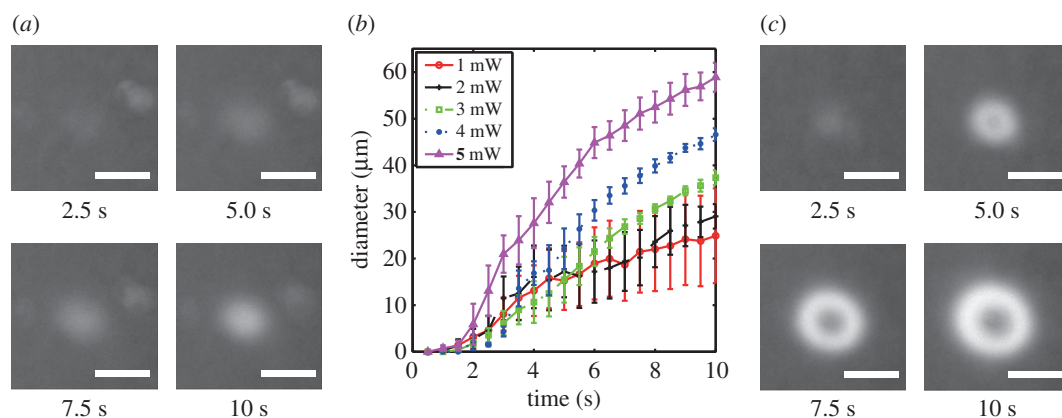 (a)
2.5 s
5.0 s
7.5 s
10 s
(b)
diameter (μm)
60
50
40
30
20
10
0
1 mW
2 mW
3 mW
4 mW
5 mW
0
2
4
6
8
10
time (s)
(c)
2.5 s
5.0 s
7.5 s
10 s